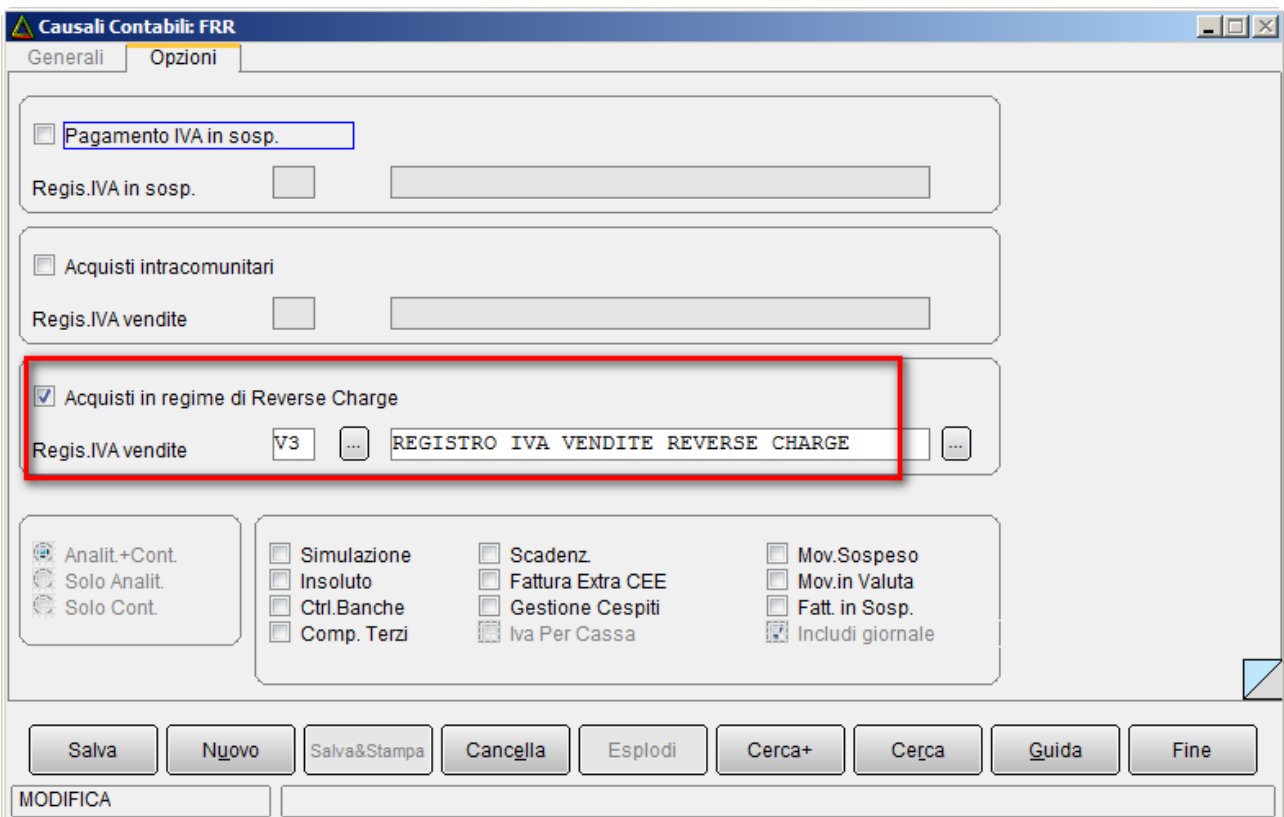 Causali Contabili: FRR
Generali Opzioni
Pagamento IVA in sosp.
Regis.IVA in sosp.
Acquisti intracomunitari
Regis.IVA vendite
Acquisti in regime di Reverse Charge
Regis.IVA vendite V3 ... REGISTRO IVA VENDITE REVERSE CHARGE ...
Analit.+Cont. Simulazione Scadenz. Mov.Sospeso
Solo Analit. Insoluto Fattura Extra CEE Mov.in Valuta
Solo Cont. Ctrl.Banche Gestione Cespiti Fatt. in Sosp.
Comp. Terzi Iva Per Cassa Includi giornale
Salva Nuovo Salva&Stampa Cancella Esplodi Cerca+ Cerca Guida Fine
MODIFICA